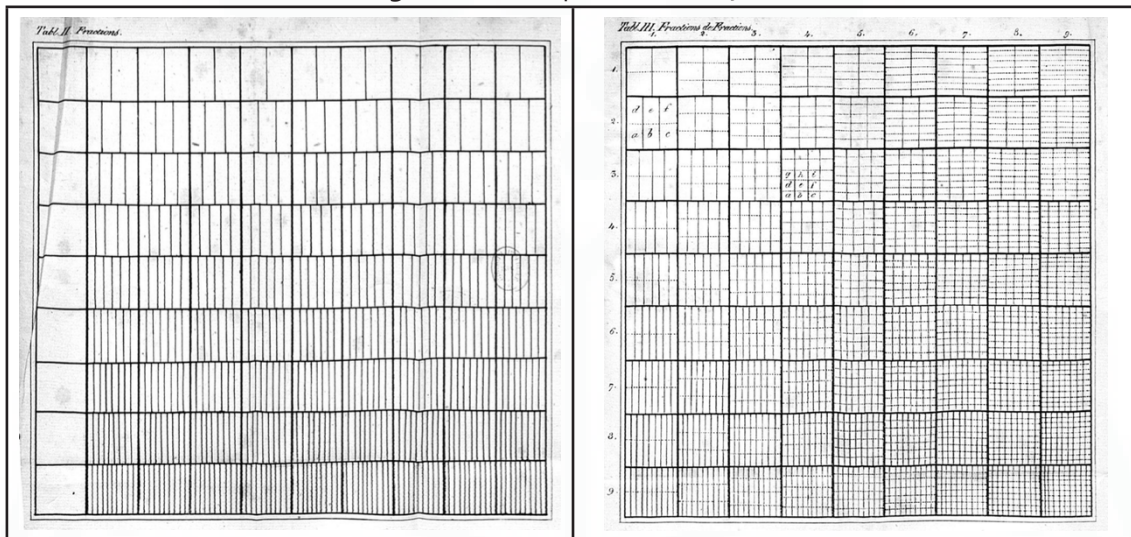 Tabl. II. Fractions.
Tabl. III. Fractions de Fractions
1. 2. 3. 4. 5. 6. 7. 8. 9.
1.
2.
d e f
a b c
3.
g h i
d e f
a b c
4.
5.
6.
7.
8.
9.